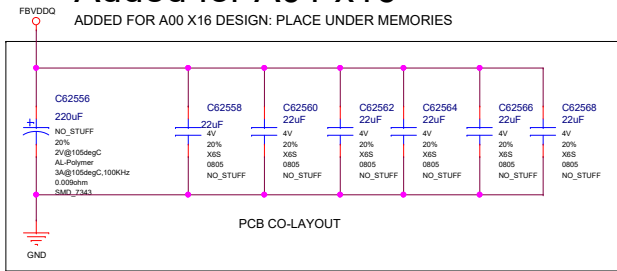 FBVDDQ
ADDED FOR A00 X16 DESIGN: PLACE UNDER MEMORIES
C62556
220uF
NO_STUFF
20%
2V@105degC
AL-Polymer
3A@105degC,100KHz
0.009ohm
SMD_7343
C62558
22uF
4V
20%
X6S
0805
NO_STUFF
C62560
22uF
4V
20%
X6S
0805
NO_STUFF
C62562
22uF
4V
20%
X6S
0805
NO_STUFF
C62564
22uF
4V
20%
X6S
0805
NO_STUFF
C62566
22uF
4V
20%
X6S
0805
NO_STUFF
C62568
22uF
4V
20%
X6S
0805
NO_STUFF
PCB CO-LAYOUT
GND